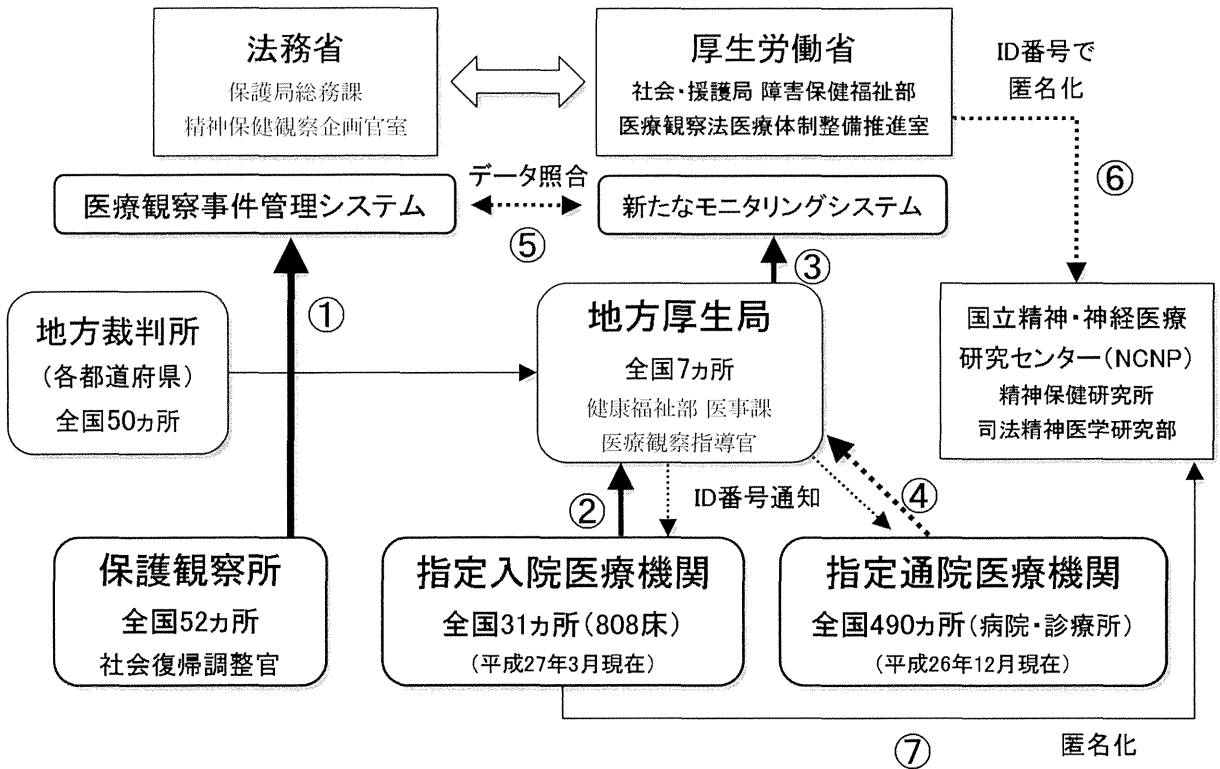 法務省
保護局総務課
精神保健観察企画官室
厚生労働省
社会・援護局 障害保健福祉部
医療観察法医療体制整備推進室
ID番号で
匿名化
医療観察事件管理システム
データ照合
⑤
新たなモニタリングシステム
⑥
①
③
地方裁判所
(各都道府県)
全国50ヵ所
地方厚生局
全国7ヵ所
健康福祉部 医事課
医療観察指導官
国立精神・神経医療
研究センター(NCNP)
精神保健研究所
司法精神医学研究部
②
ID番号通知
④
保護観察所
全国52ヵ所
社会復帰調整官
指定入院医療機関
全国31ヵ所(808床)
(平成27年3月現在)
指定通院医療機関
全国490ヵ所(病院・診療所)
(平成26年12月現在)
⑦
匿名化